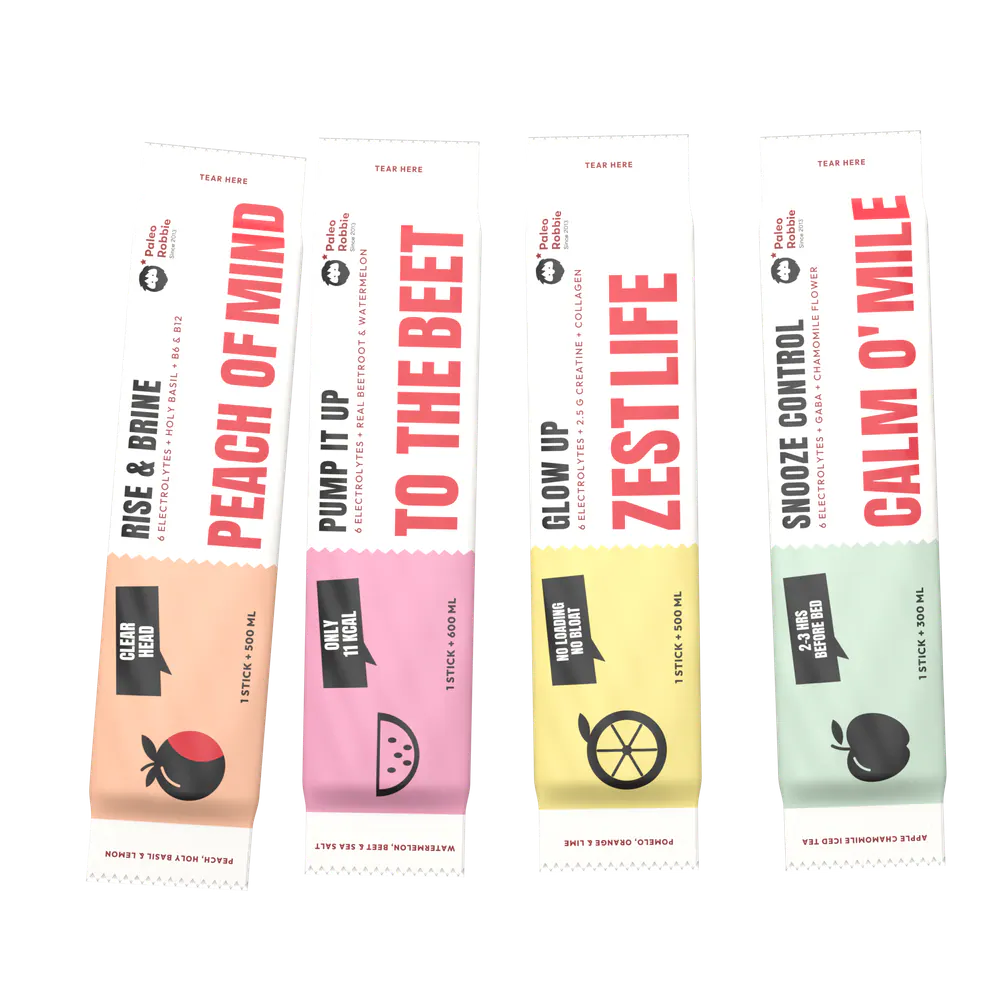 TEAR HERE
Paleo
Robbie
Since 2013
RISE & BRINE
6 ELECTROLYTES + HOLY BASIL + B6 & B12
PEACH OF MIND
CLEAR
HEAD
1 STICK + 500 ML
PEACH, HOLY BASIL & LEMON
TEAR HERE
Paleo
Robbie
Since 2013
PUMP IT UP
6 ELECTROLYTES + REAL BEETROOT & WATERMELON
TO THE BEET
ONLY
11 KCAL
1 STICK + 600 ML
WATERMELON, BEET & SEA SALT
TEAR HERE
Paleo
Robbie
Since 2013
GLOW UP
6 ELECTROLYTES + 2.5 G CREATINE + COLLAGEN
ZEST LIFE
NO LOADING
NO BLOAT
1 STICK + 500 ML
POMELO, ORANGE & LIME
TEAR HERE
Paleo
Robbie
Since 2013
SNOOZE CONTROL
6 ELECTROLYTES + GABA + CHAMOMILE FLOWER
CALM O' MILE
2-3 HRS
BEFORE BED
1 STICK + 300 ML
APPLE CHAMOMILE ICED TEA